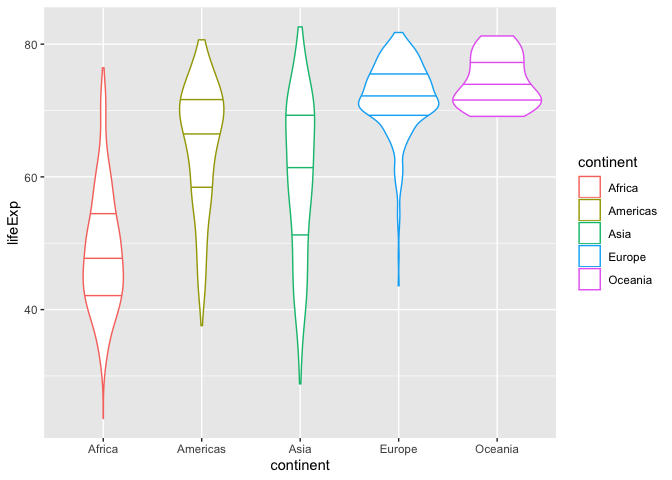 lifeExp
80
60
40
Africa Americas Asia Europe Oceania
continent
continent
Africa
Americas
Asia
Europe
Oceania